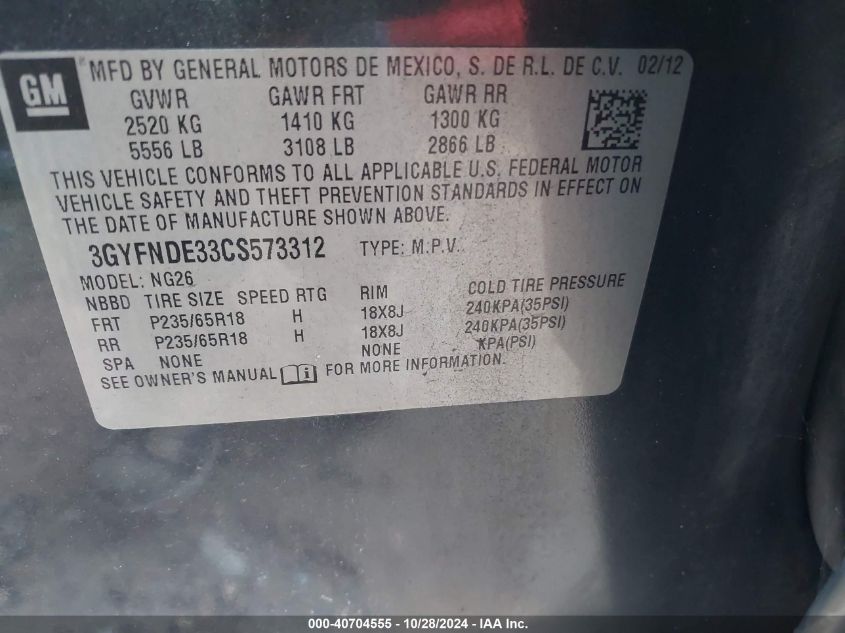 GM
MFD BY GENERAL MOTORS DE MEXICO, S. DE R.L. DE C.V. 02/12
GVWR GAWR FRT GAWR RR
2520 KG 1410 KG 1300 KG
5556 LB 3108 LB 2866 LB
THIS VEHICLE CONFORMS TO ALL APPLICABLE U.S. FEDERAL MOTOR
VEHICLE SAFETY AND THEFT PREVENTION STANDARDS IN EFFECT ON
THE DATE OF MANUFACTURE SHOWN ABOVE.
3GYFNDE33CS573312 TYPE: M.P.V.
MODEL: NG26
NBBD TIRE SIZE SPEED RTG RIM COLD TIRE PRESSURE
FRT P235/65R18 H 18X8J 240KPA(35PSI)
RR P235/65R18 H 18X8J 240KPA(35PSI)
SPA NONE NONE KPA(PSI)
SEE OWNER'S MANUAL FOR MORE INFORMATION.
000-40704555 - 10/28/2024 - IAA Inc.